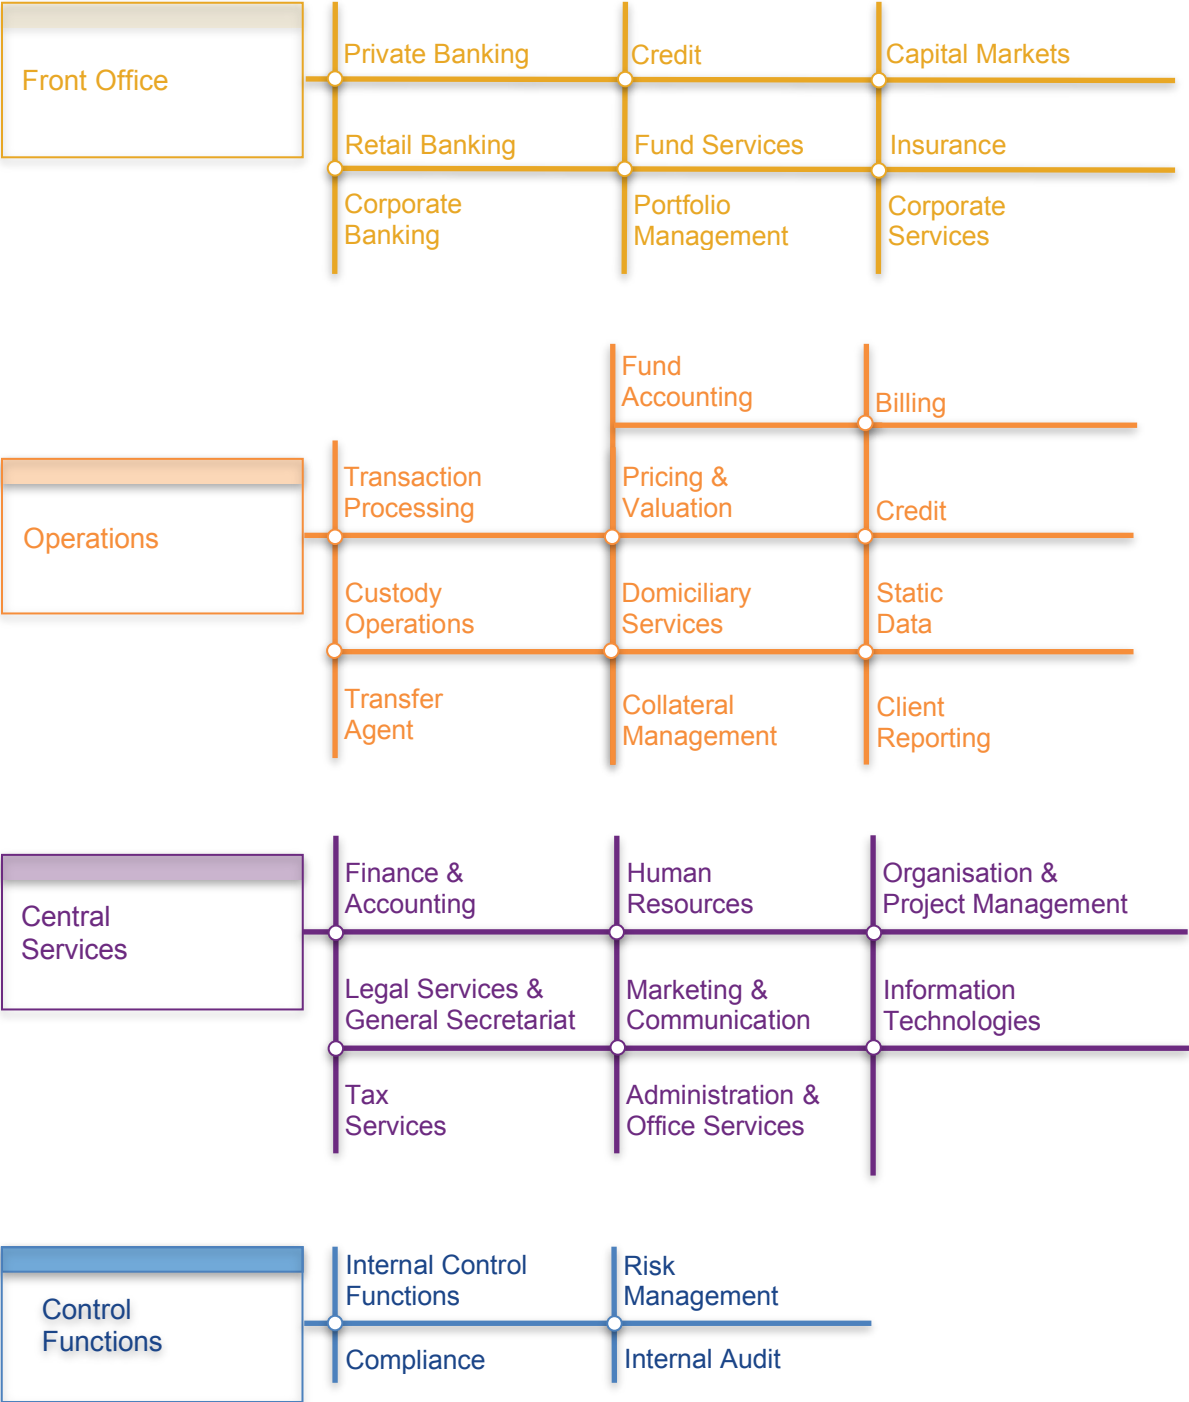 Front Office
Private Banking
Credit
Capital Markets
Retail Banking
Fund Services
Insurance
Corporate
Banking
Portfolio
Management
Corporate
Services
Operations
Fund
Accounting
Billing
Transaction
Processing
Pricing &
Valuation
Credit
Custody
Operations
Domiciliary
Services
Static
Data
Transfer
Agent
Collateral
Management
Client
Reporting
Central
Services
Finance &
Accounting
Human
Resources
Organisation &
Project Management
Legal Services &
General Secretariat
Marketing &
Communication
Information
Technologies
Tax
Services
Administration &
Office Services
Control
Functions
Internal Control
Functions
Risk
Management
Compliance
Internal Audit